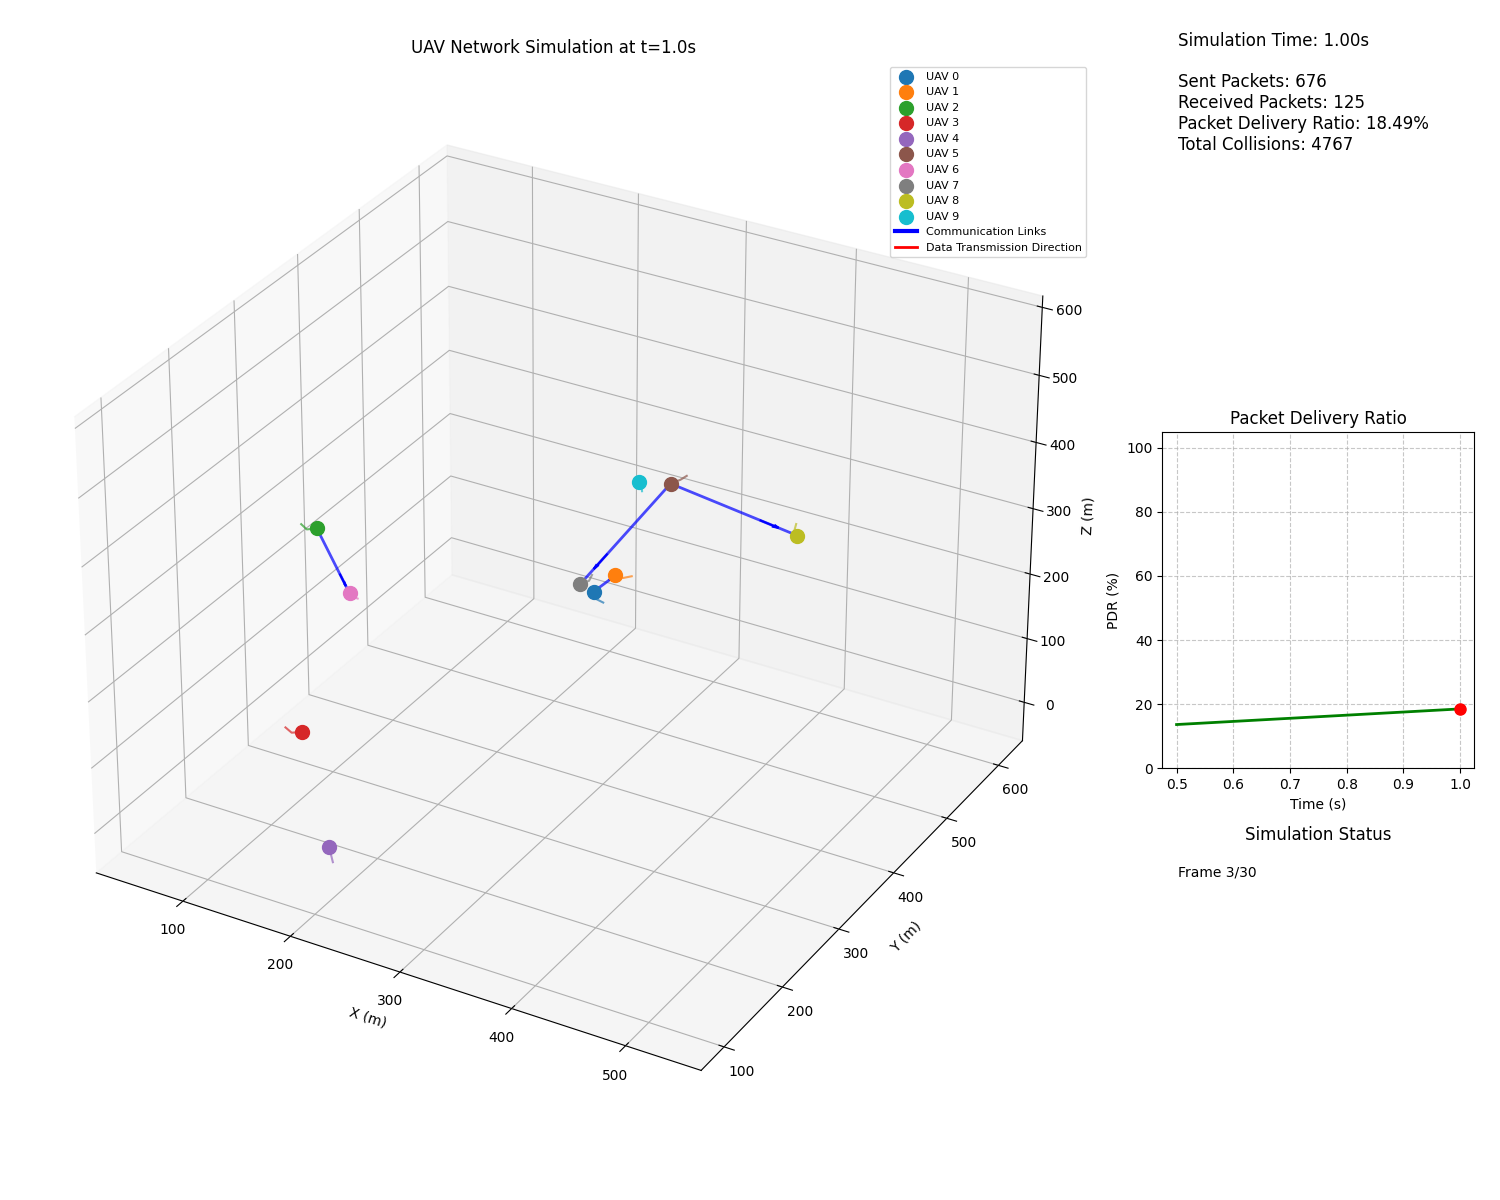 UAV Network Simulation at t=1.0s
UAV 0
UAV 1
UAV 2
UAV 3
UAV 4
UAV 5
UAV 6
UAV 7
UAV 8
UAV 9
Communication Links
Data Transmission Direction
600
500
400
300
200
100
0
Z (m)
600
500
400
300
200
100
Y (m)
100
200
300
400
500
X (m)
Simulation Time: 1.00s
Sent Packets: 676
Received Packets: 125
Packet Delivery Ratio: 18.49%
Total Collisions: 4767
Packet Delivery Ratio
100
80
60
40
20
0
PDR (%)
0.5 0.6 0.7 0.8 0.9 1.0
Time (s)
Simulation Status
Frame 3/30